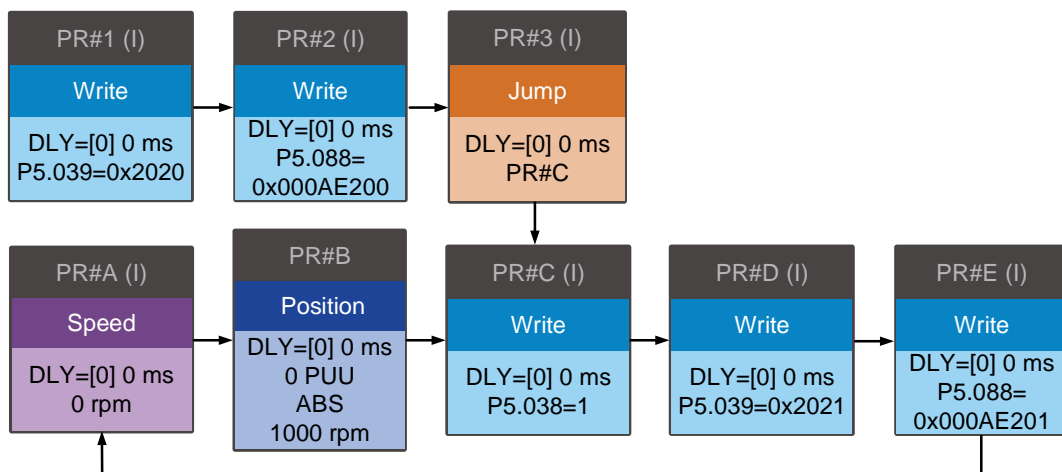 PR#1 (I)
Write
DLY=[0] 0 ms
P5.039=0x2020
PR#2 (I)
Write
DLY=[0] 0 ms
P5.088=
0x000AE200
PR#3 (I)
Jump
DLY=[0] 0 ms
PR#C
PR#A (I)
Speed
DLY=[0] 0 ms
0 rpm
PR#B
Position
DLY=[0] 0 ms
0 PUU
ABS
1000 rpm
PR#C (I)
Write
DLY=[0] 0 ms
P5.038=1
PR#D (I)
Write
DLY=[0] 0 ms
P5.039=0x2021
PR#E (I)
Write
DLY=[0] 0 ms
P5.088=
0x000AE201